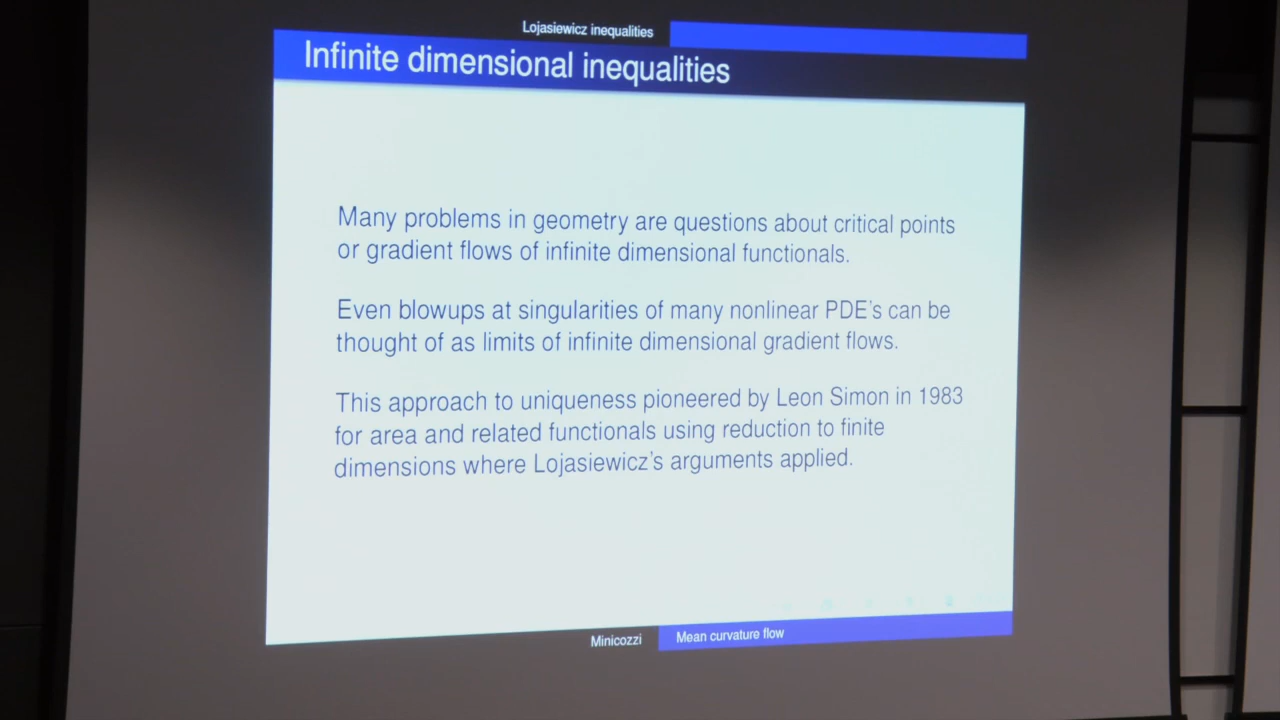 Lojasiewicz inequalities
Infinite dimensional inequalities
Many problems in geometry are questions about critical points
or gradient flows of infinite dimensional functionals.
Even blowups at singularities of many nonlinear PDE's can be
thought of as limits of infinite dimensional gradient flows.
This approach to uniqueness pioneered by Leon Simon in 1983
for area and related functionals using reduction to finite
dimensions where Lojasiewicz's arguments applied.
Minicozzi
Mean curvature flow